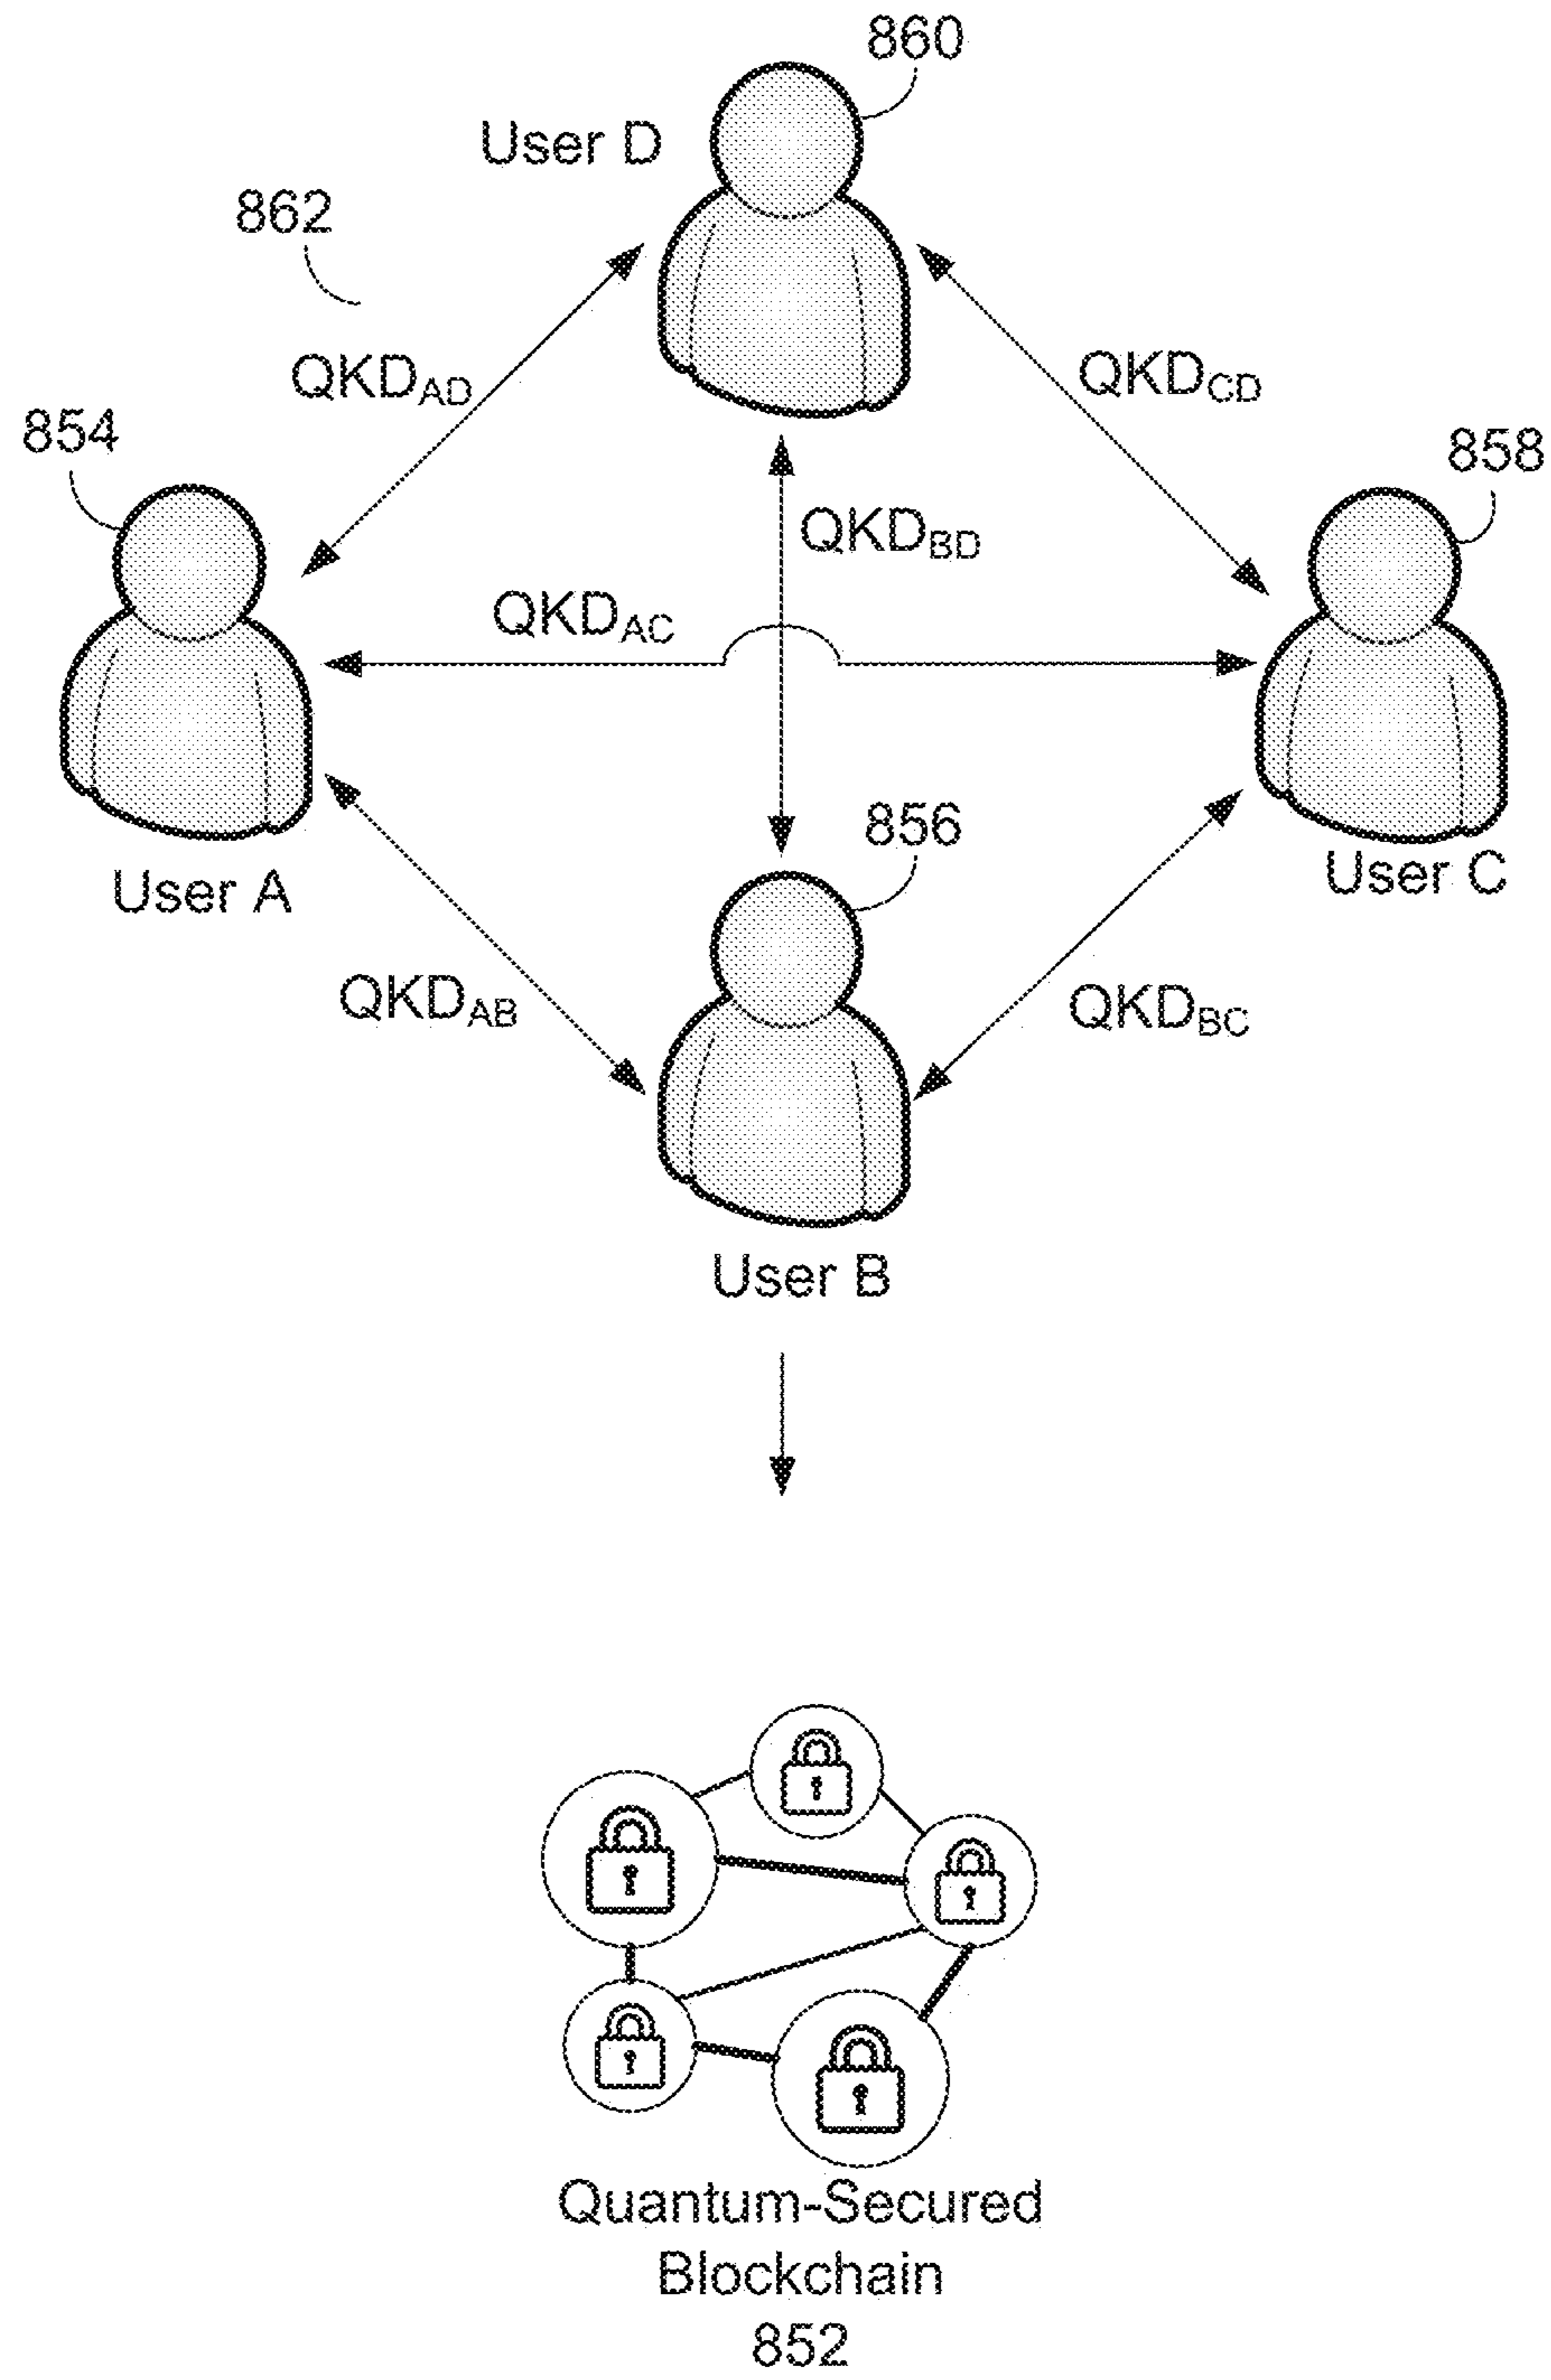 860
User D
862
QKDAD
QKDCD
854
858
QKDBD
QKDAC
856
User A
User C
QKDAB
QKDBC
User B
Quantum-Secured
Blockchain
852